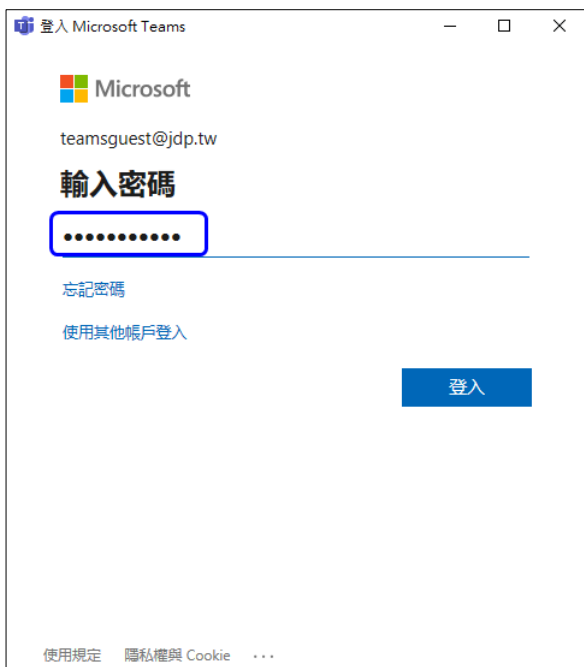 登入 Microsoft Teams
Microsoft
teamsguest@jdp.tw
輸入密碼
•••••••••••
忘記密碼
使用其他帳戶登入
登入
使用規定 隱私權與 Cookie ...